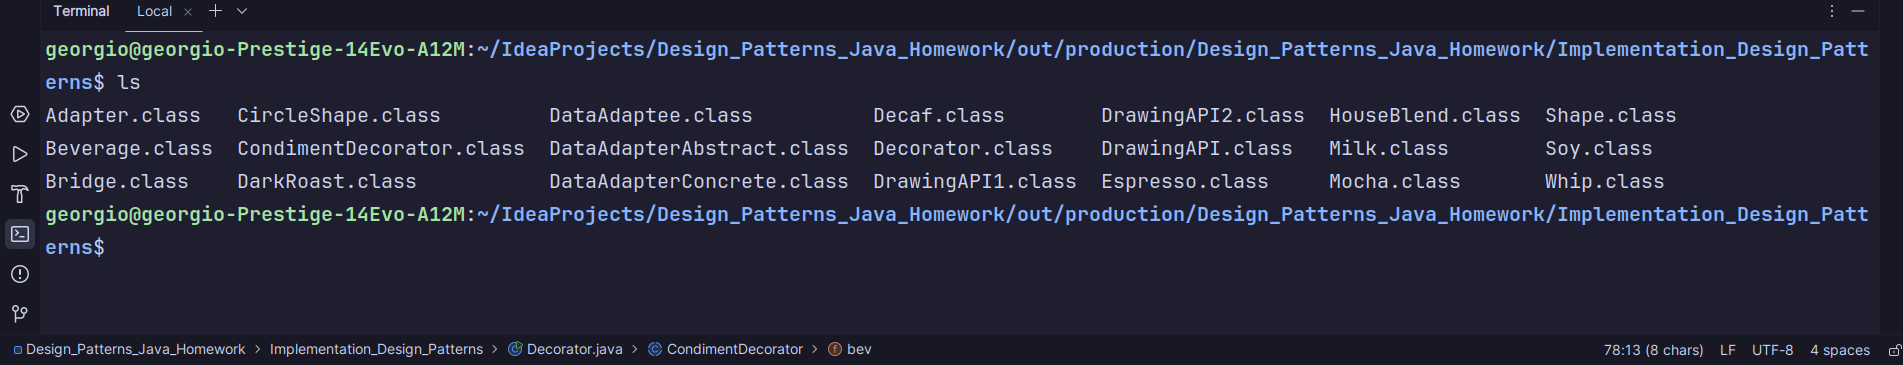 Terminal Local
georgio@georgio-Prestige-14Evo-A12M:~/IdeaProjects/Design_Patterns_Java_Homework/out/production/Design_Patterns_Java_Homework/Implementation_Design_Patt
erns$ ls
Adapter.class CircleShape.class DataAdaptee.class Decaf.class DrawingAPI2.class HouseBlend.class Shape.class
Beverage.class CondimentDecorator.class DataAdapterAbstract.class Decorator.class DrawingAPI.class Milk.class Soy.class
Bridge.class DarkRoast.class DataAdapterConcrete.class DrawingAPI1.class Espresso.class Mocha.class Whip.class
georgio@georgio-Prestige-14Evo-A12M:~/IdeaProjects/Design_Patterns_Java_Homework/out/production/Design_Patterns_Java_Homework/Implementation_Design_Patt
erns$
Design_Patterns_Java_Homework > Implementation_Design_Patterns > Decorator.java > CondimentDecorator > bev 78:13 (8 chars) LF UTF-8 4 spaces